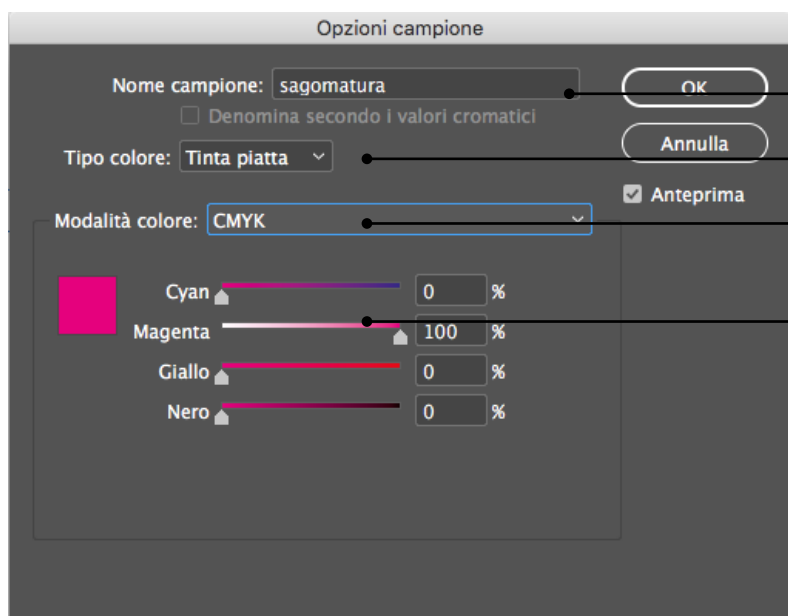 Opzioni campione
Nome campione: sagomatura
OK
Denomina secondo i valori cromatici
Annulla
Tipo colore: Tinta piatta
Anteprima
Modalità colore: CMYK
Cyan 0 %
Magenta 100 %
Giallo 0 %
Nero 0 %